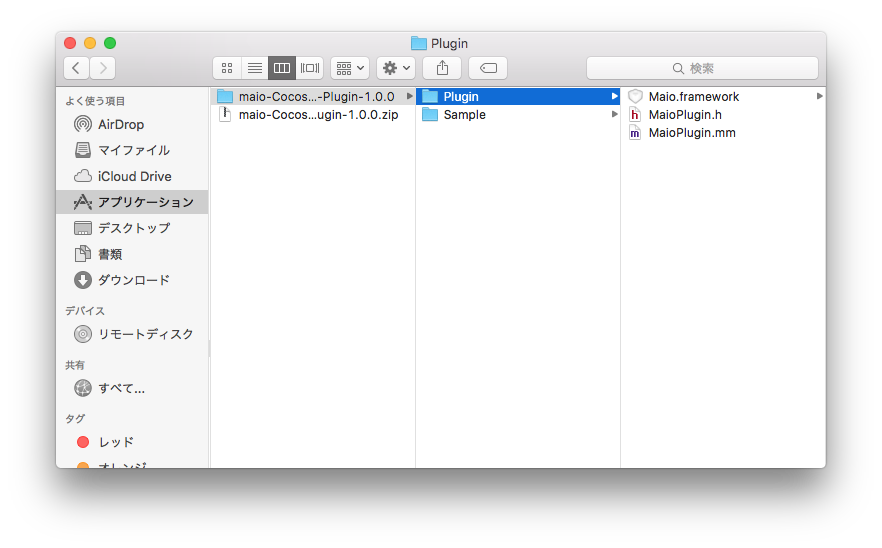 Plugin
検索
よく使う項目
AirDrop
マイファイル
iCloud Drive
アプリケーション
デスクトップ
書類
ダウンロード
デバイス
リモートディスク
共有
すべて...
タグ
レッド
オレンジ
maio-Cocos...-Plugin-1.0.0
maio-Cocos...ugin-1.0.0.zip
Plugin
Sample
Maio.framework
h MaioPlugin.h
m MaioPlugin.mm